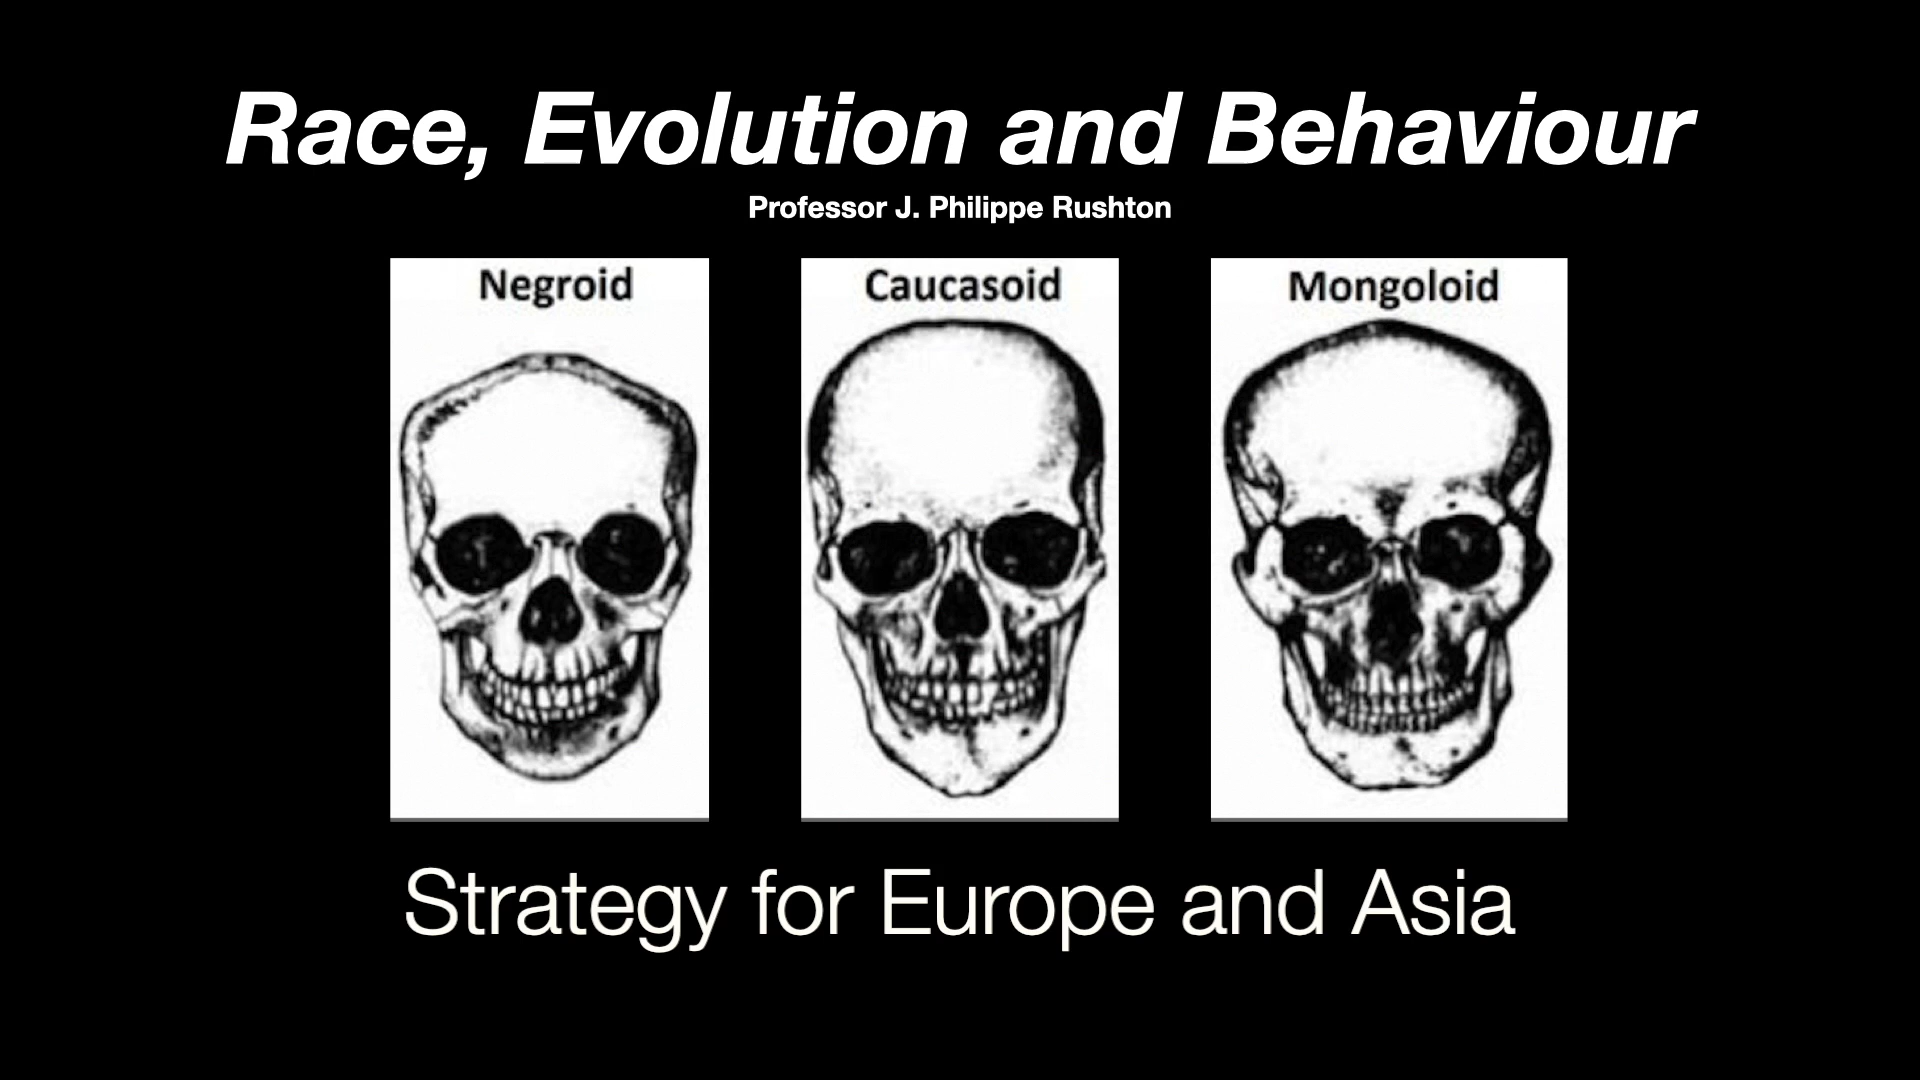 Race, Evolution and Behaviour
Professor J. Philippe Rushton
Negroid
Caucasoid
Mongoloid
Strategy for Europe and Asia